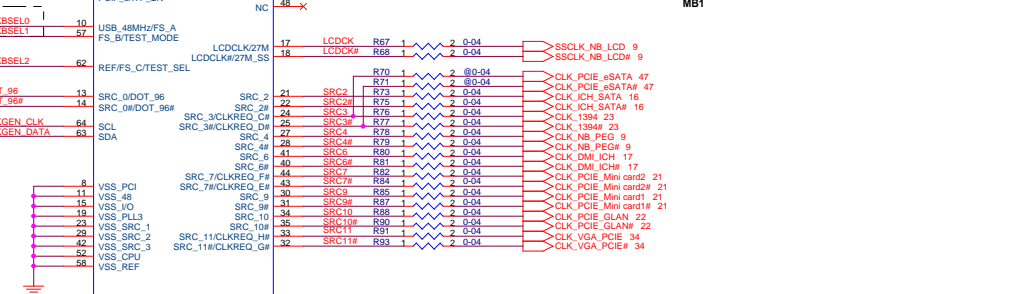 48
MB1
NC
KBSEL0 10 USB_48MHz/FS_A
KBSEL1 57 FS_B/TEST_MODE
17 LCDCLK/27M LCDCK R67 1 2 0-04 SSCLK_NB_LCD 9
18 LCDCLK#/27M_SS LCDCK# R68 1 2 0-04 SSCLK_NB_LCD# 9
KBSEL2 62 REF/FS_C/TEST_SEL
R70 1 2 @0-04 CLK_PCIE_eSATA 47
R71 1 2 @0-04 CLK_PCIE_eSATA# 47
T_96 13 SRC_0/DOT_96 SRC_2 21 SRC2 R73 1 2 0-04 CLK_ICH_SATA 16
T_96# 14 SRC_0#/DOT_96# SRC_2# 22 SRC2# R75 1 2 0-04 CLK_ICH_SATA# 16
SRC_3/CLKREQ_C# 24 SRC3 R76 1 2 0-04 CLK_1394 23
KGEN_CLK 64 SCL SRC_3#/CLKREQ_D# 25 SRC3# R77 1 2 0-04 CLK_1394# 23
KGEN_DATA 63 SDA SRC_4 27 SRC4 R78 1 2 0-04 CLK_NB_PEG 9
SRC_4# 28 SRC4# R79 1 2 0-04 CLK_NB_PEG# 9
SRC_6 41 SRC6 R80 1 2 0-04 CLK_DMI_ICH 17
SRC_6# 40 SRC6# R81 1 2 0-04 CLK_DMI_ICH# 17
SRC_7/CLKREQ_F# 44 SRC7 R82 1 2 0-04 CLK_PCIE_Mini card2 21
8 VSS_PCI SRC_7#/CLKREQ_E# 43 SRC7# R84 1 2 0-04 CLK_PCIE_Mini card2# 21
11 VSS_48 SRC_9 30 SRC9 R85 1 2 0-04 CLK_PCIE_Mini card1 21
15 VSS_I/O SRC_9# 31 SRC9# R87 1 2 0-04 CLK_PCIE_Mini card1# 21
19 VSS_PLL3 SRC_10 34 SRC10 R88 1 2 0-04 CLK_PCIE_GLAN 22
23 VSS_SRC_1 SRC_10# 35 SRC10# R90 1 2 0-04 CLK_PCIE_GLAN# 22
29 VSS_SRC_2 SRC_11/CLKREQ_H# 33 SRC11 R91 1 2 0-04 CLK_VGA_PCIE 34
42 VSS_SRC_3 SRC_11#/CLKREQ_G# 32 SRC11# R93 1 2 0-04 CLK_VGA_PCIE# 34
52 VSS_CPU
58 VSS_REF